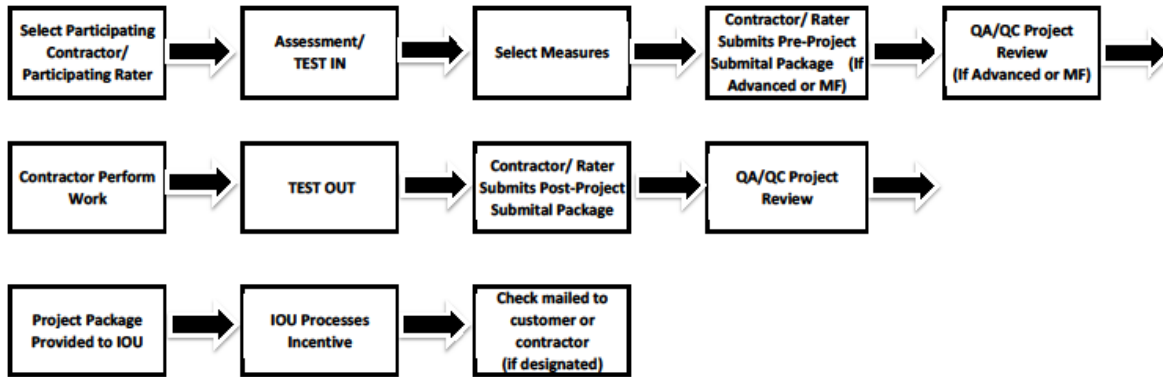 Select Participating
Contractor/
Participating Rater
Assessment/
TEST IN
Select Measures
Contractor/ Rater
Submits Pre-Project
Submital Package (If
Advanced or MF)
QA/QC Project
Review
(If Advanced or MF)
Contractor Perform
Work
TEST OUT
Contractor/ Rater
Submits Post-Project
Submital Package
QA/QC Project
Review
Project Package
Provided to IOU
IOU Processes
Incentive
Check mailed to
customer or
contractor
(if designated)